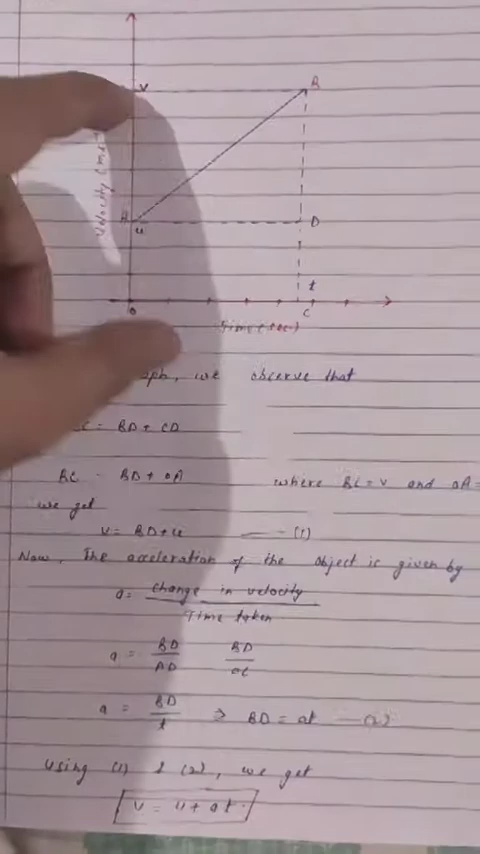 V
B
Velocity (ms
A
u
D
t
O
C
Time (sec)
we observe that
= BD + CD
BC = BD + OA where BC = V and OA =
we get
V = BD + u — (1)
Now, The acceleration of the object is given by
a = Change in velocity
Time taken
a = BD BD
AD OC
a = BD ⇒ BD = at — (2)
t
Using (1) & (2), we get
V = u + at